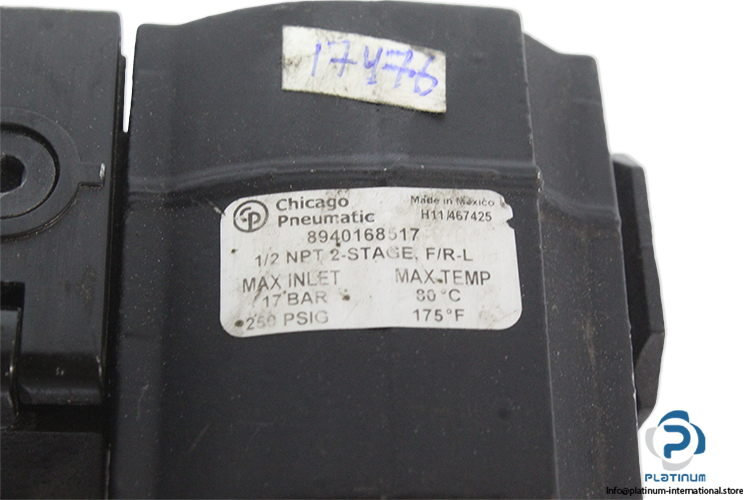 17476
CP
Chicago Pneumatic
Made in Mexico
H11/467425
8940168517
1/2 NPT 2-STAGE, F/R-L
MAX INLET MAX TEMP
17 BAR 80°C
250 PSIG 175°F
PLATINUM
info@platinum-international.store